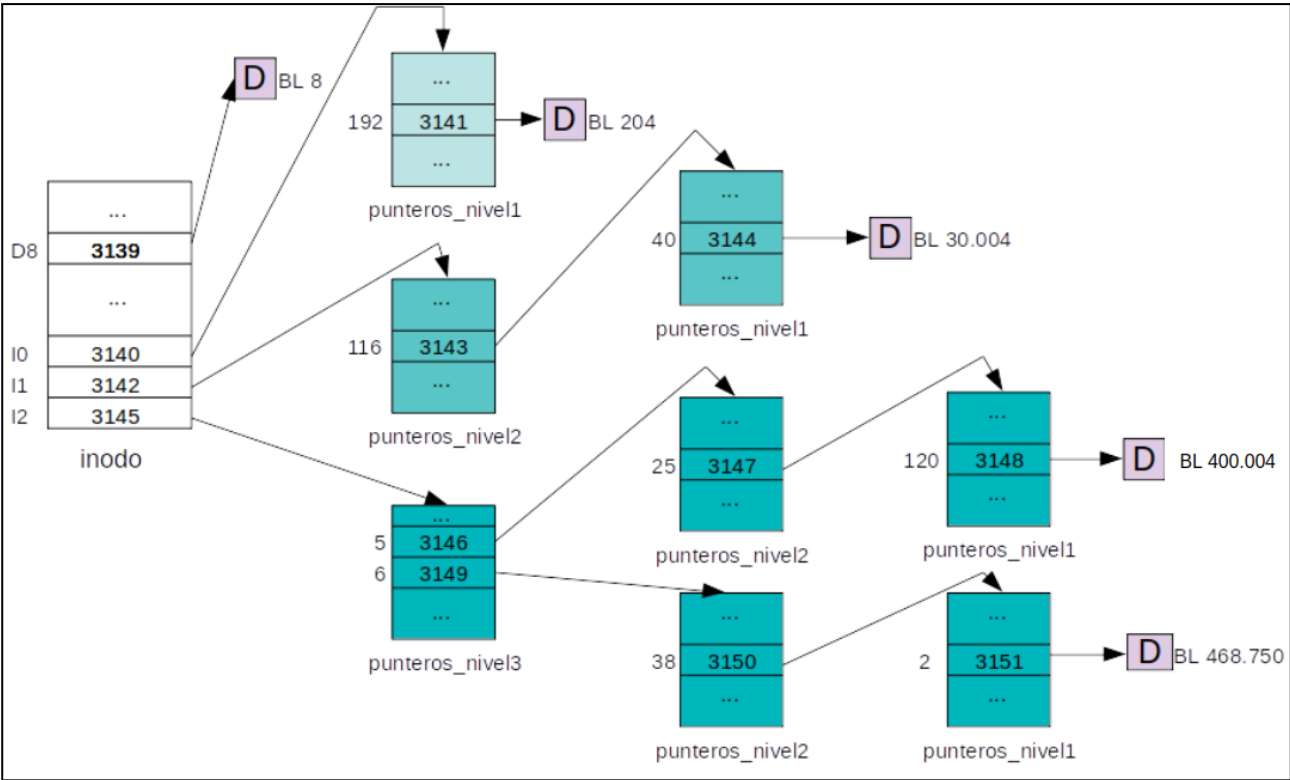 D BL 8
...
192 3141 D BL 204
...
punteros_nivel1
...
D8 3139
...
I0 3140
I1 3142
I2 3145
inodo
...
116 3143
...
punteros_nivel2
...
40 3144 D BL 30.004
...
punteros_nivel1
...
5 3146
6 3149
...
punteros_nivel3
...
25 3147
...
punteros_nivel2
...
120 3148 D BL 400.004
...
punteros_nivel1
...
38 3150
...
punteros_nivel2
...
2 3151 D BL 468.750
...
punteros_nivel1